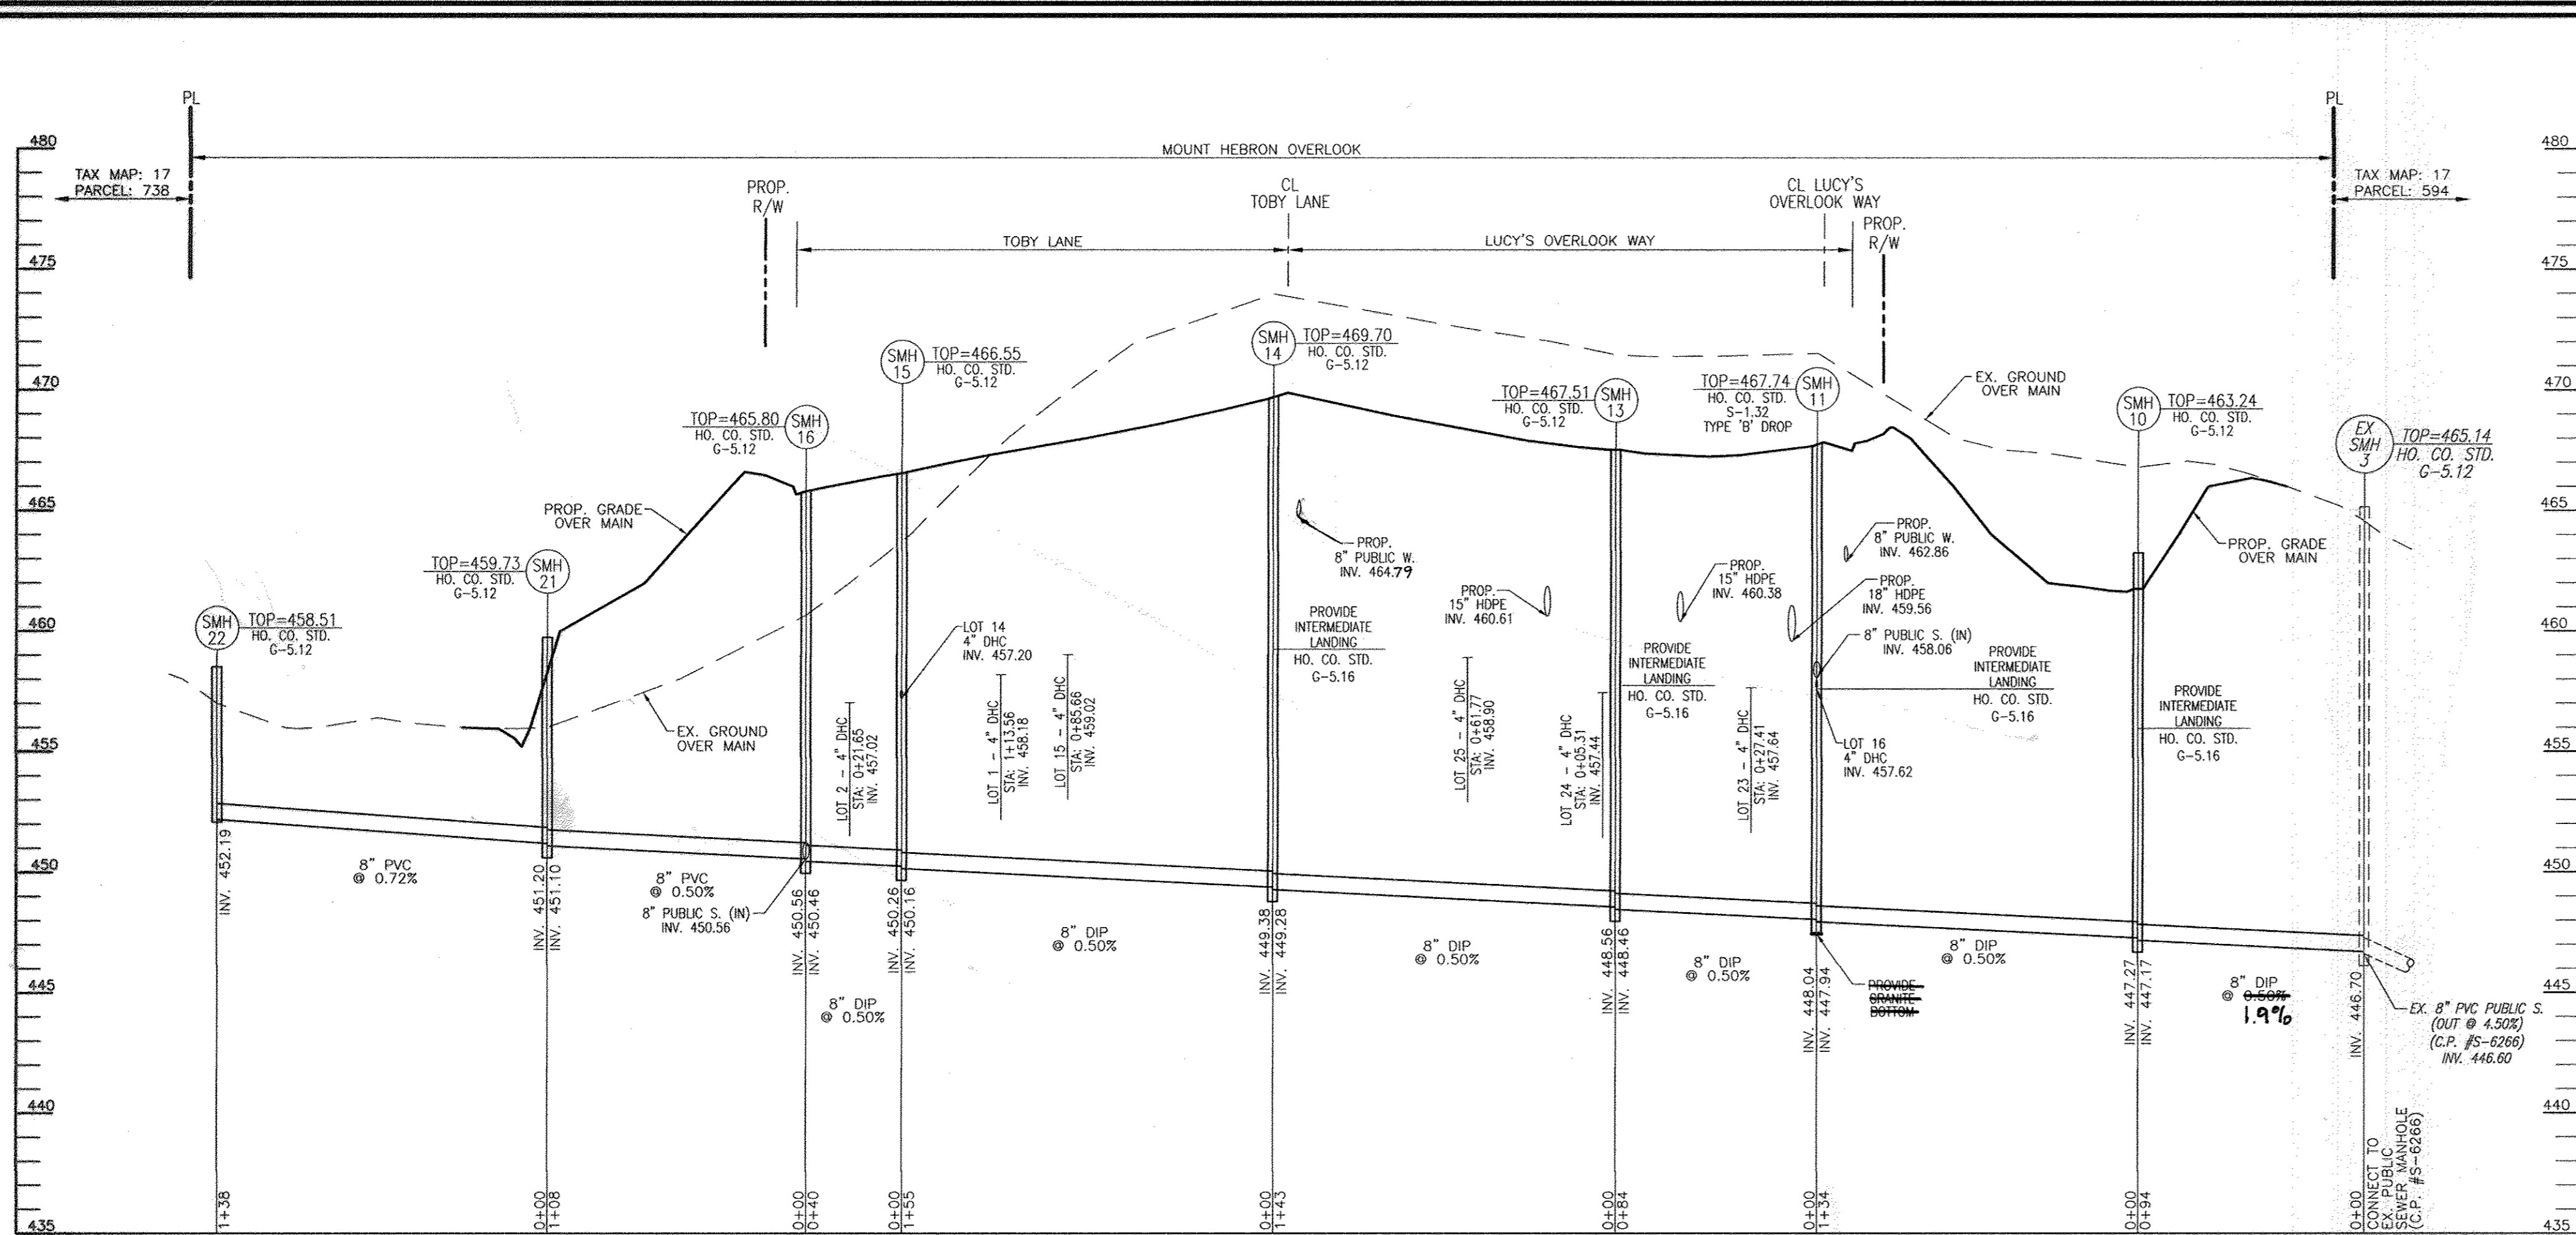 PL
PL
480
480
MOUNT HEBRON OVERLOOK
TAX MAP: 17
PARCEL: 738
TAX MAP: 17
PARCEL: 594
PROP.
R/W
CL
TOBY LANE
CL LUCY'S
OVERLOOK WAY
PROP.
R/W
TOBY LANE
LUCY'S OVERLOOK WAY
475
475
SMH
14
TOP=469.70
HO. CO. STD.
G-5.12
SMH
15
TOP=466.55
HO. CO. STD.
G-5.12
470
470
TOP=467.51
HO. CO. STD.
G-5.12
SMH
13
TOP=467.74
HO. CO. STD.
S-1.32
TYPE 'B' DROP
SMH
11
EX. GROUND
OVER MAIN
SMH
10
TOP=463.24
HO. CO. STD.
G-5.12
TOP=465.80
HO. CO. STD.
G-5.12
SMH
16
EX
SMH
3
TOP=465.14
HO. CO. STD.
G-5.12
465
465
PROP. GRADE
OVER MAIN
PROP.
8" PUBLIC W.
INV. 464.79
PROP.
8" PUBLIC W.
INV. 462.86
PROP. GRADE
OVER MAIN
TOP=459.73
HO. CO. STD.
G-5.12
SMH
21
PROP.
15" HDPE
INV. 460.61
PROP.
15" HDPE
INV. 460.38
PROP.
18" HDPE
INV. 459.56
460
460
SMH
22
TOP=458.51
HO. CO. STD.
G-5.12
LOT 14
4" DHC
INV. 457.20
PROVIDE
INTERMEDIATE
LANDING
HO. CO. STD.
G-5.16
PROVIDE
INTERMEDIATE
LANDING
HO. CO. STD.
G-5.16
8" PUBLIC S. (IN)
INV. 458.06
PROVIDE
INTERMEDIATE
LANDING
HO. CO. STD.
G-5.16
PROVIDE
INTERMEDIATE
LANDING
HO. CO. STD.
G-5.16
455
455
EX. GROUND
OVER MAIN
LOT 2 - 4" DHC
STA: 0+21.65
INV. 457.02
LOT 1 - 4" DHC
STA: 1+13.56
INV. 458.18
LOT 15 - 4" DHC
STA: 0+85.66
INV. 459.02
LOT 25 - 4" DHC
STA: 0+61.77
INV. 458.90
LOT 24 - 4" DHC
STA: 0+05.31
INV. 457.44
LOT 23 - 4" DHC
STA: 0+27.41
INV. 457.64
LOT 16
4" DHC
INV. 457.62
450
450
INV. 452.19
8" PVC
@ 0.72%
INV. 451.20
INV. 451.10
8" PVC
@ 0.50%
8" PUBLIC S. (IN)
INV. 450.56
INV. 450.56
INV. 450.46
8" DIP
@ 0.50%
INV. 450.26
INV. 450.16
8" DIP
@ 0.50%
INV. 449.38
INV. 449.28
8" DIP
@ 0.50%
INV. 448.56
INV. 448.46
8" DIP
@ 0.50%
INV. 448.04
INV. 447.94
PROVIDE
GRANITE
BOTTOM
8" DIP
@ 0.50%
INV. 447.27
INV. 447.17
8" DIP
@ 0.50%
1.9%
INV. 446.70
EX. 8" PVC PUBLIC S.
(OUT @ 4.50%)
(C.P. #S-6266)
INV. 446.60
445
445
440
440
435
435
1+38
0+00
1+08
0+00
0+40
0+00
1+55
0+00
1+43
0+00
0+84
0+00
1+34
0+00
0+94
0+00
CONNECT TO
EX. PUBLIC
SEWER MANHOLE
(C.P. #S-6266)